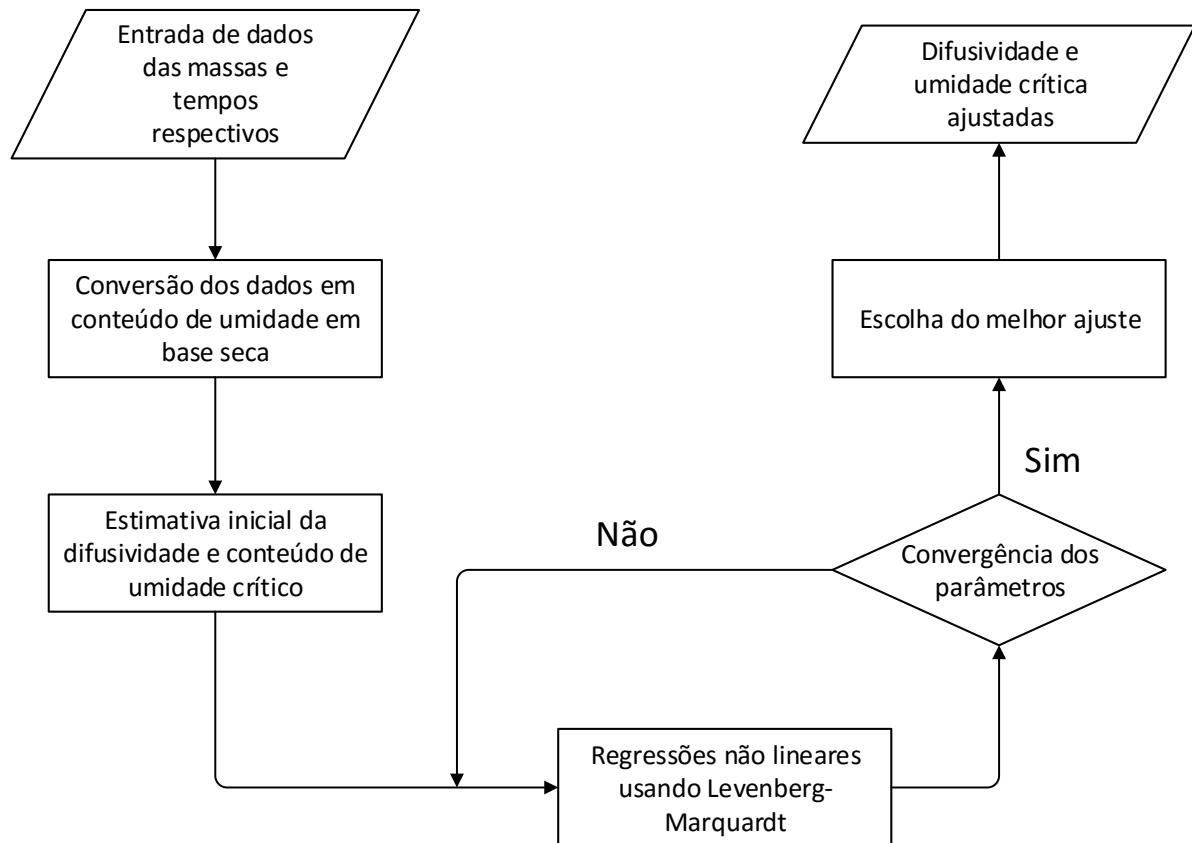 Entrada de dados
das massas e
tempos
respectivos
Conversão dos dados em
conteúdo de umidade em
base seca
Estimativa inicial da
difusividade e conteúdo de
umidade crítico
Regressões não lineares
usando Levenberg-
Marquardt
Convergência dos
parâmetros
Não
Sim
Escolha do melhor ajuste
Difusividade e
umidade crítica
ajustadas